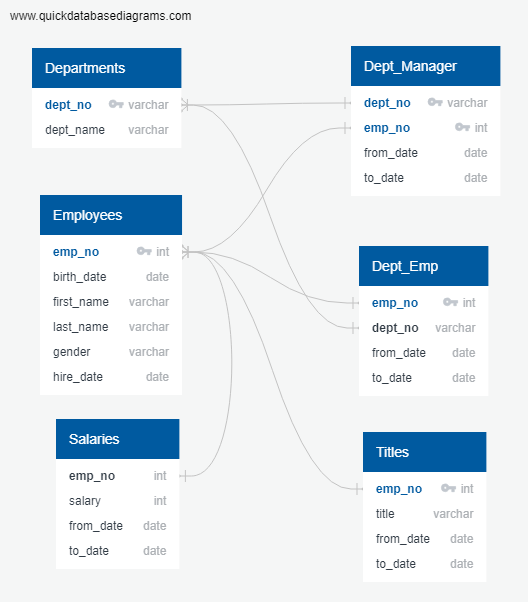 www.quickdatabasediagrams.com
Departments
dept_no varchar
dept_name varchar
Dept_Manager
dept_no varchar
emp_no int
from_date date
to_date date
Employees
emp_no int
birth_date date
first_name varchar
last_name varchar
gender varchar
hire_date date
Dept_Emp
emp_no int
dept_no varchar
from_date date
to_date date
Salaries
emp_no int
salary int
from_date date
to_date date
Titles
emp_no int
title varchar
from_date date
to_date date